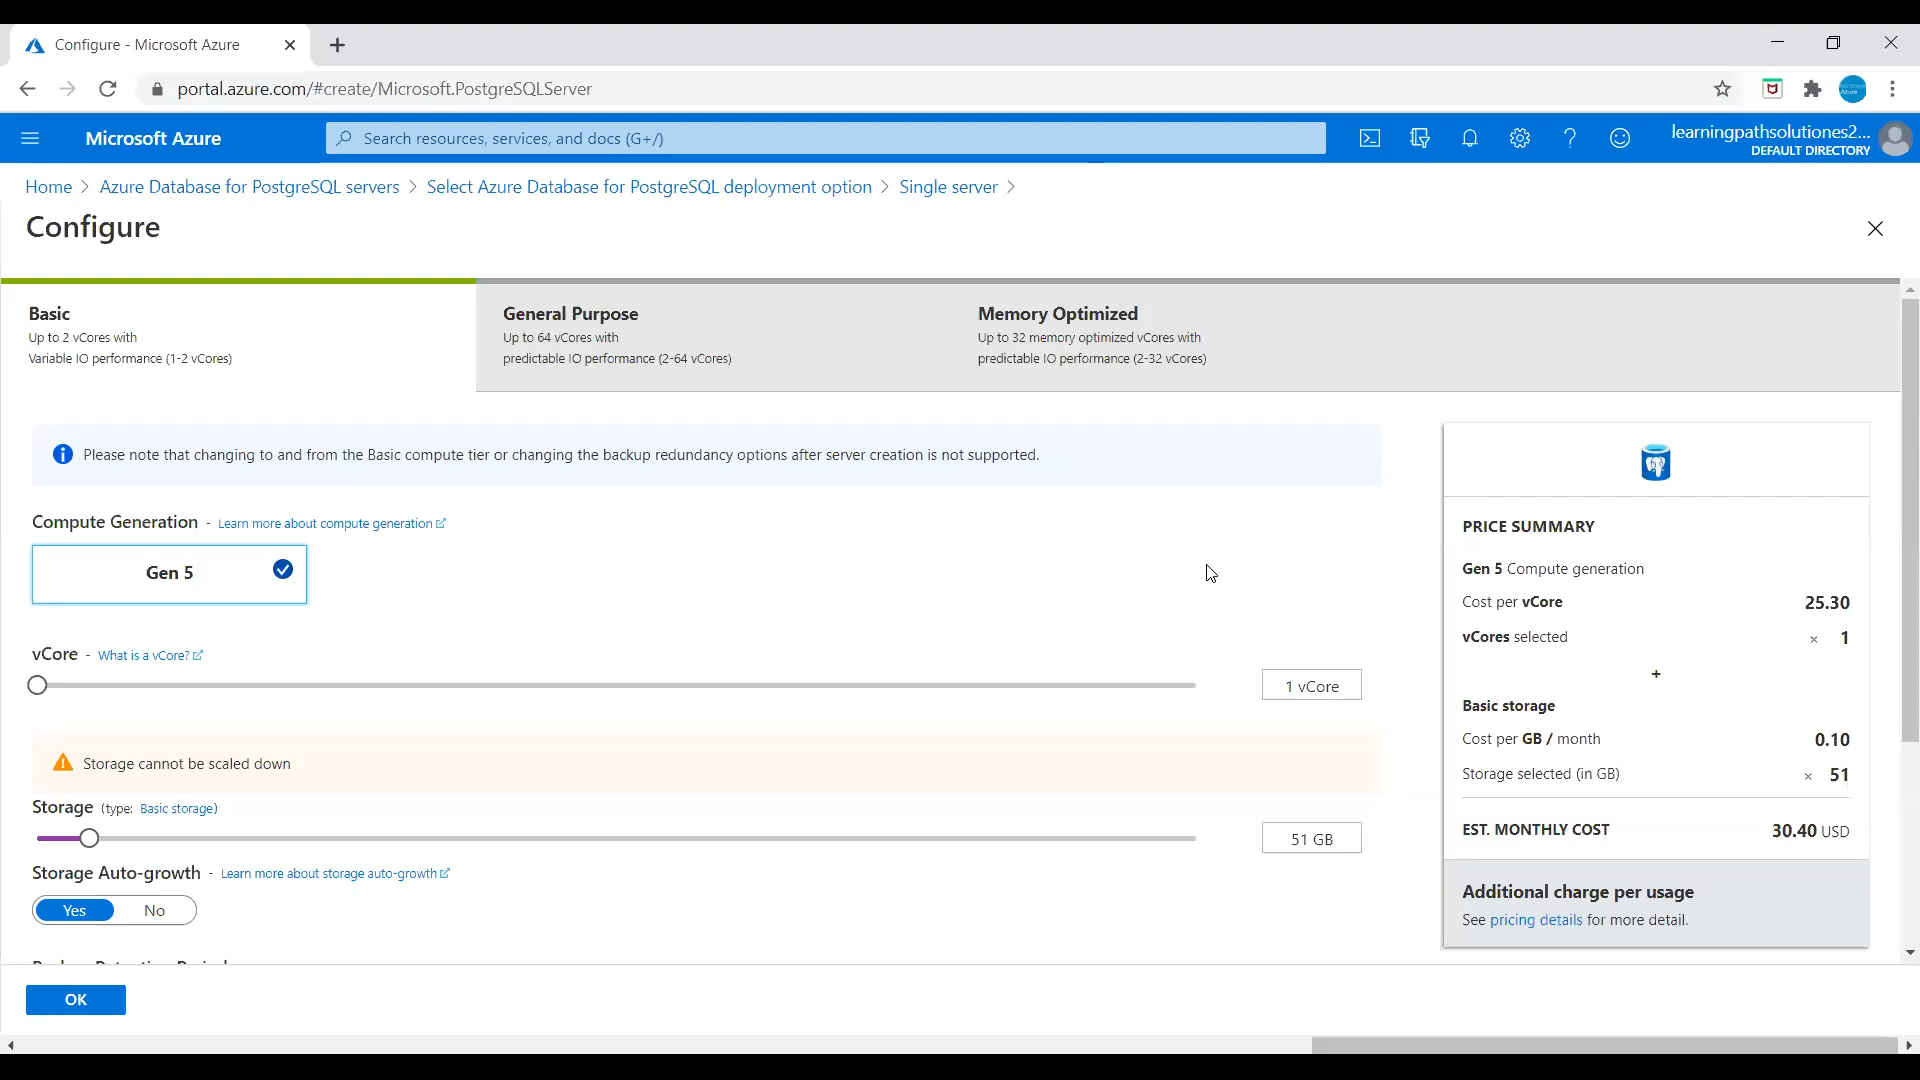 Configure - Microsoft Azure
portal.azure.com/#create/Microsoft.PostgreSQLServer
Microsoft Azure
Search resources, services, and docs (G+/)
learningpathsolutiones2...
DEFAULT DIRECTORY
Home > Azure Database for PostgreSQL servers > Select Azure Database for PostgreSQL deployment option > Single server >
Configure
Basic
Up to 2 vCores with
Variable IO performance (1-2 vCores)
General Purpose
Up to 64 vCores with
predictable IO performance (2-64 vCores)
Memory Optimized
Up to 32 memory optimized vCores with
predictable IO performance (2-32 vCores)
Please note that changing to and from the Basic compute tier or changing the backup redundancy options after server creation is not supported.
Compute Generation - Learn more about compute generation
Gen 5
vCore - What is a vCore?
1 vCore
Storage cannot be scaled down
Storage (type: Basic storage)
51 GB
Storage Auto-growth - Learn more about storage auto-growth
Yes No
OK
PRICE SUMMARY
Gen 5 Compute generation
Cost per vCore 25.30
vCores selected × 1
+
Basic storage
Cost per GB / month 0.10
Storage selected (in GB) × 51
EST. MONTHLY COST 30.40 USD
Additional charge per usage
See pricing details for more detail.